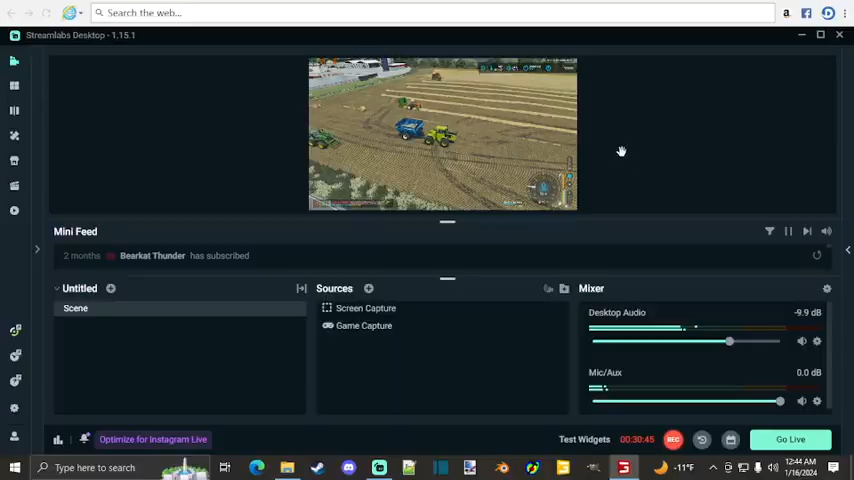 Search the web...
Streamlabs Desktop - 1.15.1
Mini Feed
2 months Bearkat Thunder has subscribed
Untitled
Sources
Mixer
Scene
Screen Capture
Game Capture
Desktop Audio -9.9 dB
Mic/Aux 0.0 dB
Optimize for Instagram Live
Test Widgets 00:30:45 REC
Go Live
Type here to search
-11°F
12:44 AM
1/16/2024